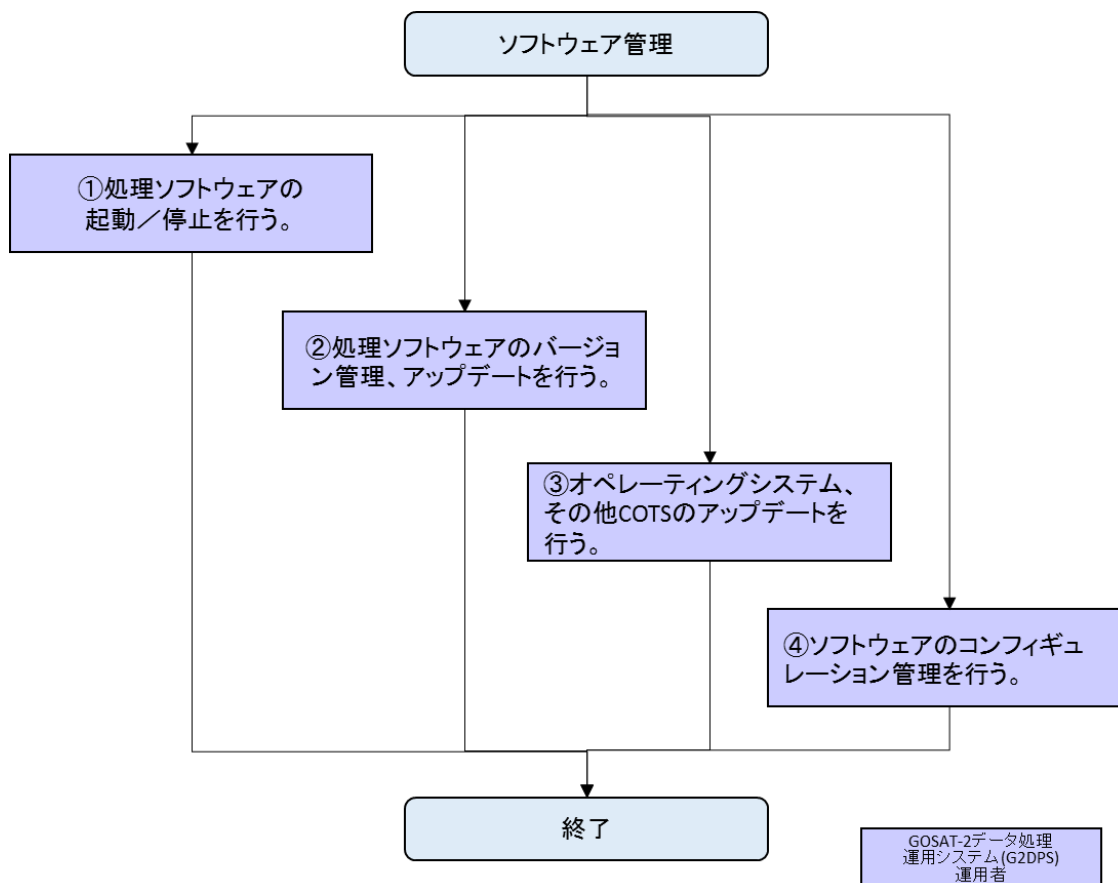 ソフトウェア管理
①処理ソフトウェアの
起動／停止を行う。
②処理ソフトウェアのバージョ
ン管理、アップデートを行う。
③オペレーティングシステム、
その他COTSのアップデートを
行う。
④ソフトウェアのコンフィギュ
レーション管理を行う。
終了
GOSAT-2データ処理
運用システム(G2DPS)
運用者